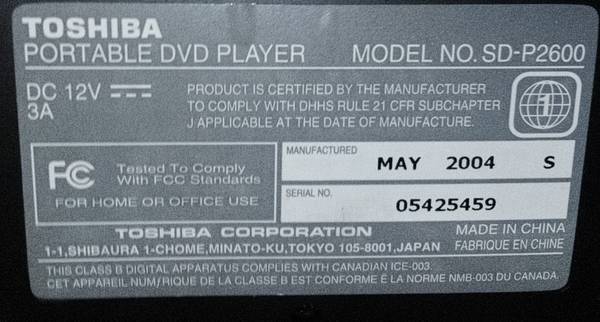 TOSHIBA
PORTABLE DVD PLAYER MODEL NO. SD-P2600
DC 12V
3A
PRODUCT IS CERTIFIED BY THE MANUFACTURER
TO COMPLY WITH DHHS RULE 21 CFR SUBCHAPTER
J APPLICABLE AT THE DATE OF MANUFACTURE.
1
FC Tested To Comply
With FCC Standards
FOR HOME OR OFFICE USE
MANUFACTURED
MAY 2004 S
SERIAL NO.
05425459
TOSHIBA CORPORATION
1-1,SHIBAURA 1-CHOME,MINATO-KU,TOKYO 105-8001,JAPAN
MADE IN CHINA
FABRIQUE EN CHINE
THIS CLASS B DIGITAL APPARATUS COMPLIES WITH CANADIAN ICE-003.
CET APPAREIL NUM/RIQUE DE LA CLASSE B EST CONFORME È LA NORME NMB-003 DU CANADA.